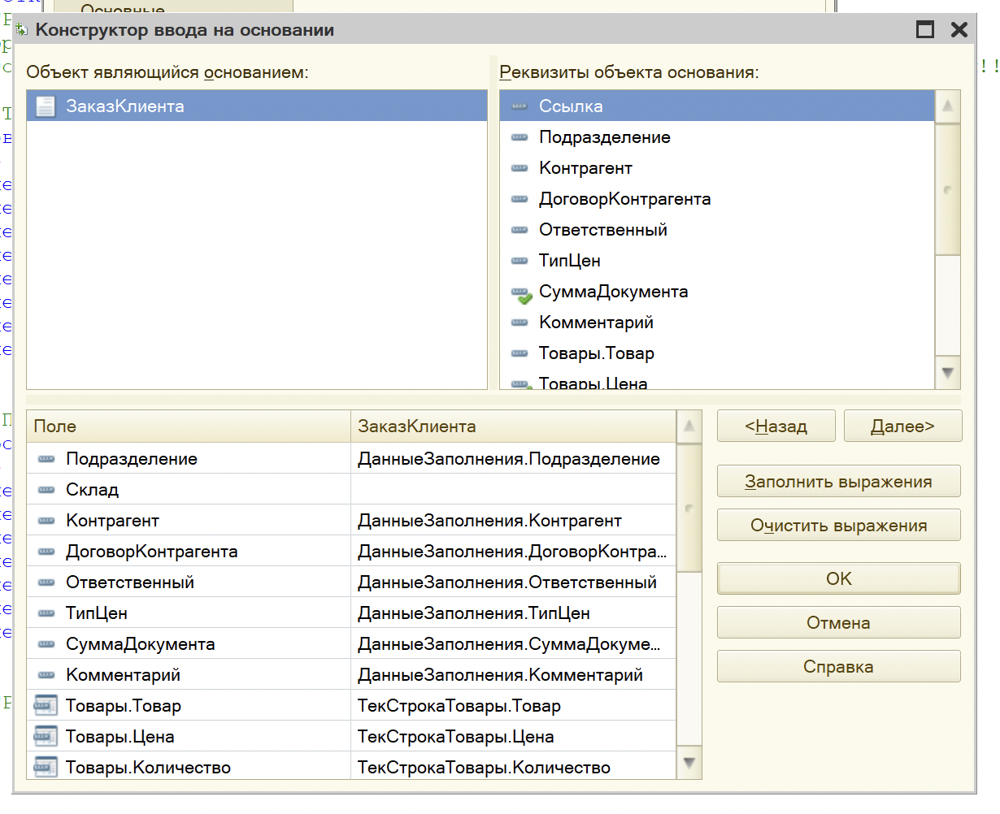 Основные
Конструктор ввода на основании
Объект являющийся основанием:
ЗаказКлиента
Реквизиты объекта основания:
Ссылка
Подразделение
Контрагент
ДоговорКонтрагента
Ответственный
ТипЦен
СуммаДокумента
Комментарий
Товары.Товар
Товары.Цена
!!
Поле ЗаказКлиента
Подразделение ДанныеЗаполнения.Подразделение
Склад
Контрагент ДанныеЗаполнения.Контрагент
ДоговорКонтрагента ДанныеЗаполнения.ДоговорКонтра...
Ответственный ДанныеЗаполнения.Ответственный
ТипЦен ДанныеЗаполнения.ТипЦен
СуммаДокумента ДанныеЗаполнения.СуммаДокуме...
Комментарий ДанныеЗаполнения.Комментарий
Товары.Товар ТекСтрокаТовары.Товар
Товары.Цена ТекСтрокаТовары.Цена
Товары.Количество ТекСтрокаТовары.Количество
<Назад
Далее>
Заполнить выражения
Очистить выражения
ОК
Отмена
Справка